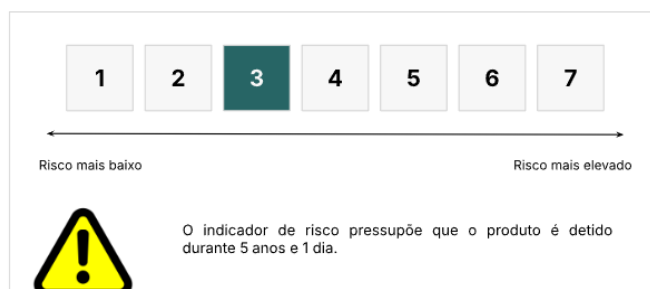 1 2 3 4 5 6 7
Risco mais baixo Risco mais elevado
O indicador de risco pressupõe que o produto é detido
durante 5 anos e 1 dia.